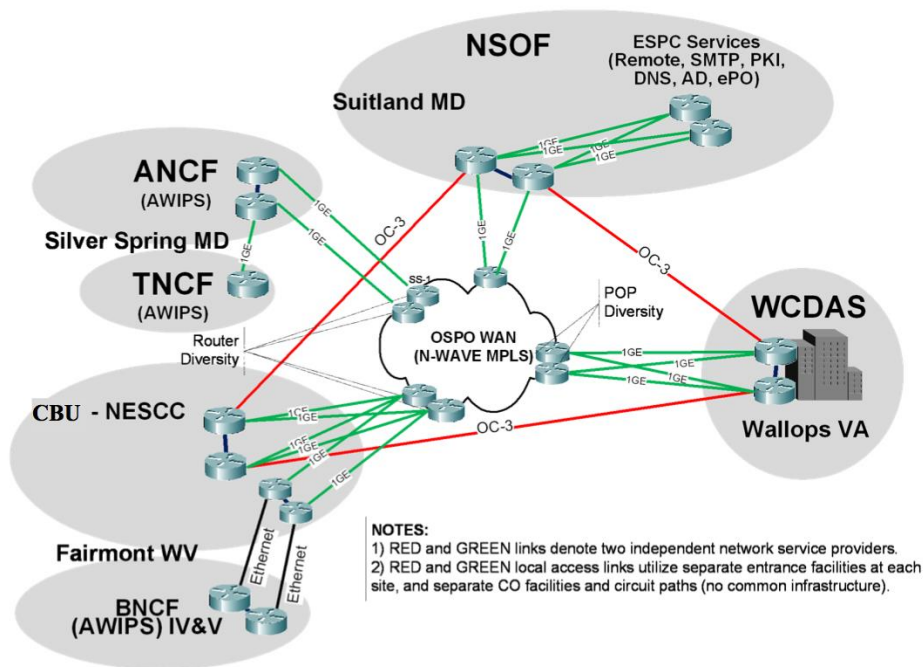 NSOF
Suitland MD
ESPC Services
(Remote, SMTP, PKI,
DNS, AD, ePO)
1GE
1GE
1GE
1GE
ANCF
(AWIPS)
Silver Spring MD
1GE
TNCF
(AWIPS)
1GE
1GE
OC-3
1GE
1GE
OC-3
SS-1
Router
Diversity
OSPO WAN
(N-WAVE MPLS)
POP
Diversity
WCDAS
1GE
1GE
1GE
1GE
Wallops VA
CBU - NESCC
1GE
1GE
1GE
1GE
1GE
1GE
OC-3
Fairmont WV
Ethernet
Ethernet
BNCF
(AWIPS) IV&V
NOTES:
1) RED and GREEN links denote two independent network service providers.
2) RED and GREEN local access links utilize separate entrance facilities at each
site, and separate CO facilities and circuit paths (no common infrastructure).